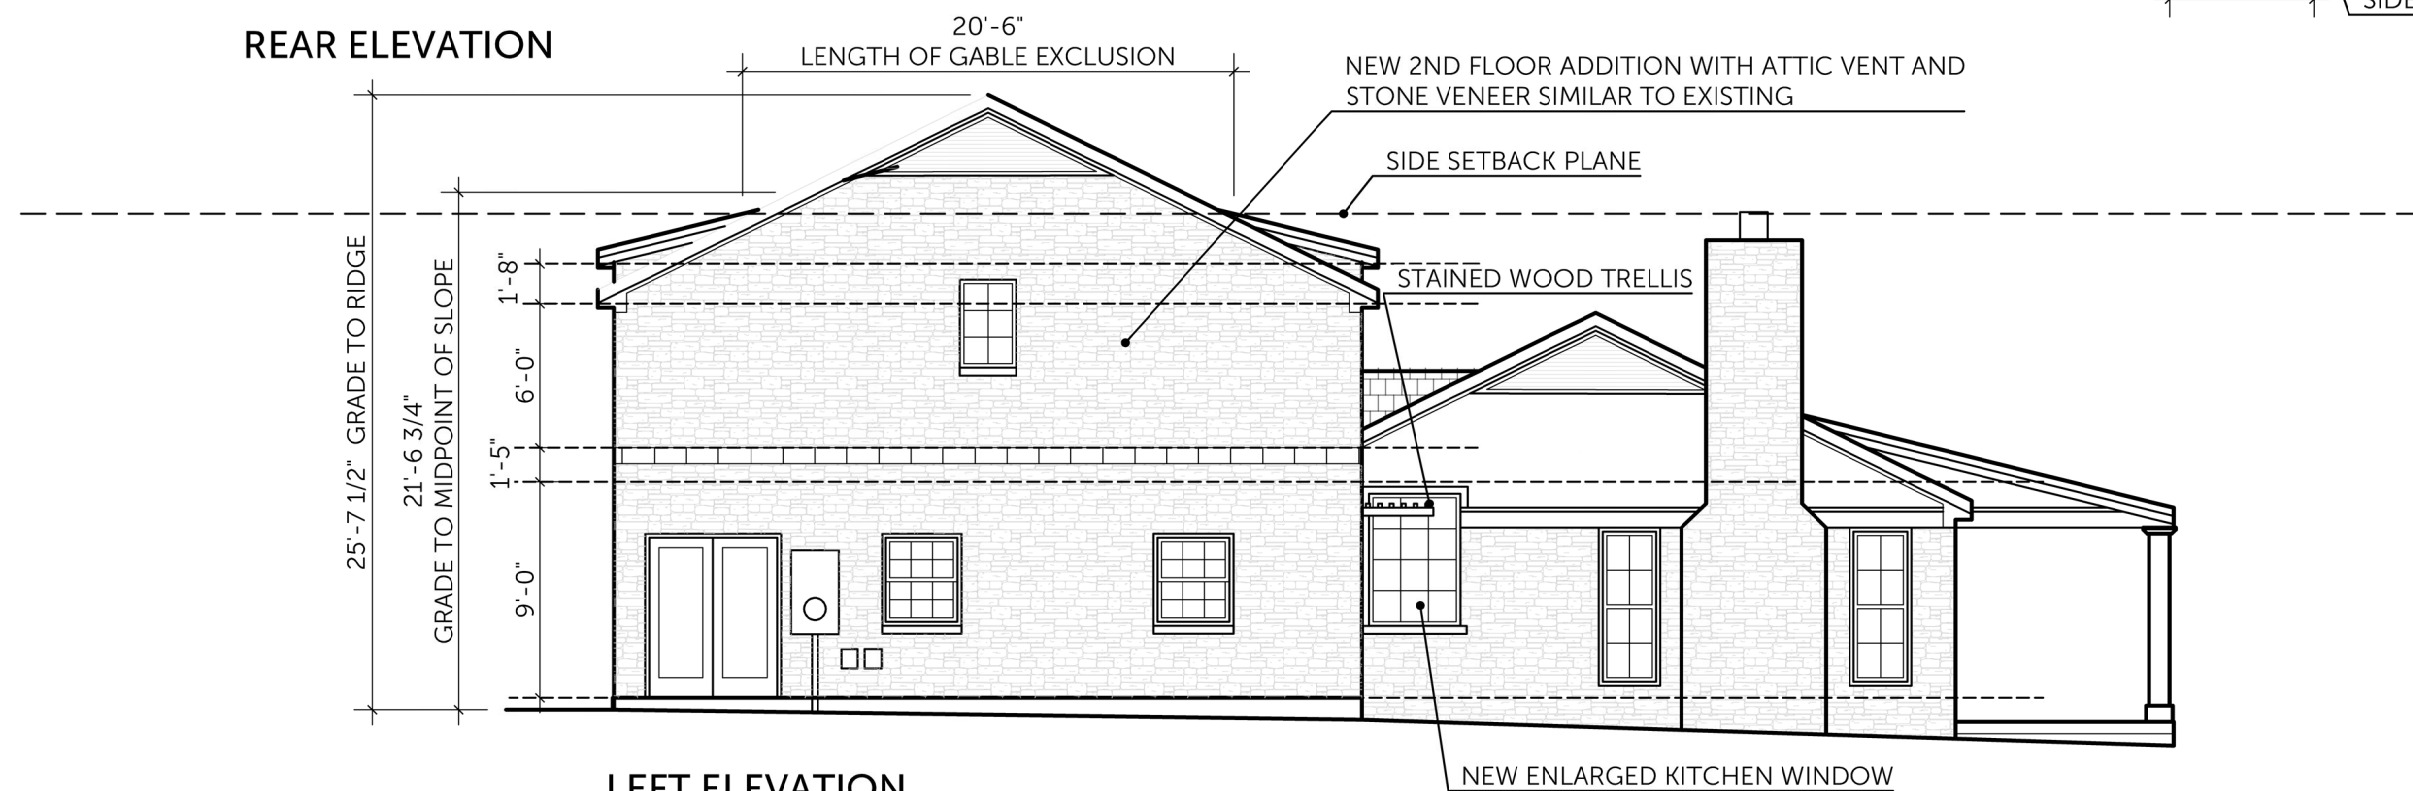 SIDE
REAR ELEVATION
20'-6"
LENGTH OF GABLE EXCLUSION
NEW 2ND FLOOR ADDITION WITH ATTIC VENT AND
STONE VENEER SIMILAR TO EXISTING
SIDE SETBACK PLANE
STAINED WOOD TRELLIS
25'-7 1/2" GRADE TO RIDGE
21'-6 3/4"
GRADE TO MIDPOINT OF SLOPE
1'-8"
6'-0"
1'-5"
9'-0"
NEW ENLARGED KITCHEN WINDOW
LEFT ELEVATION